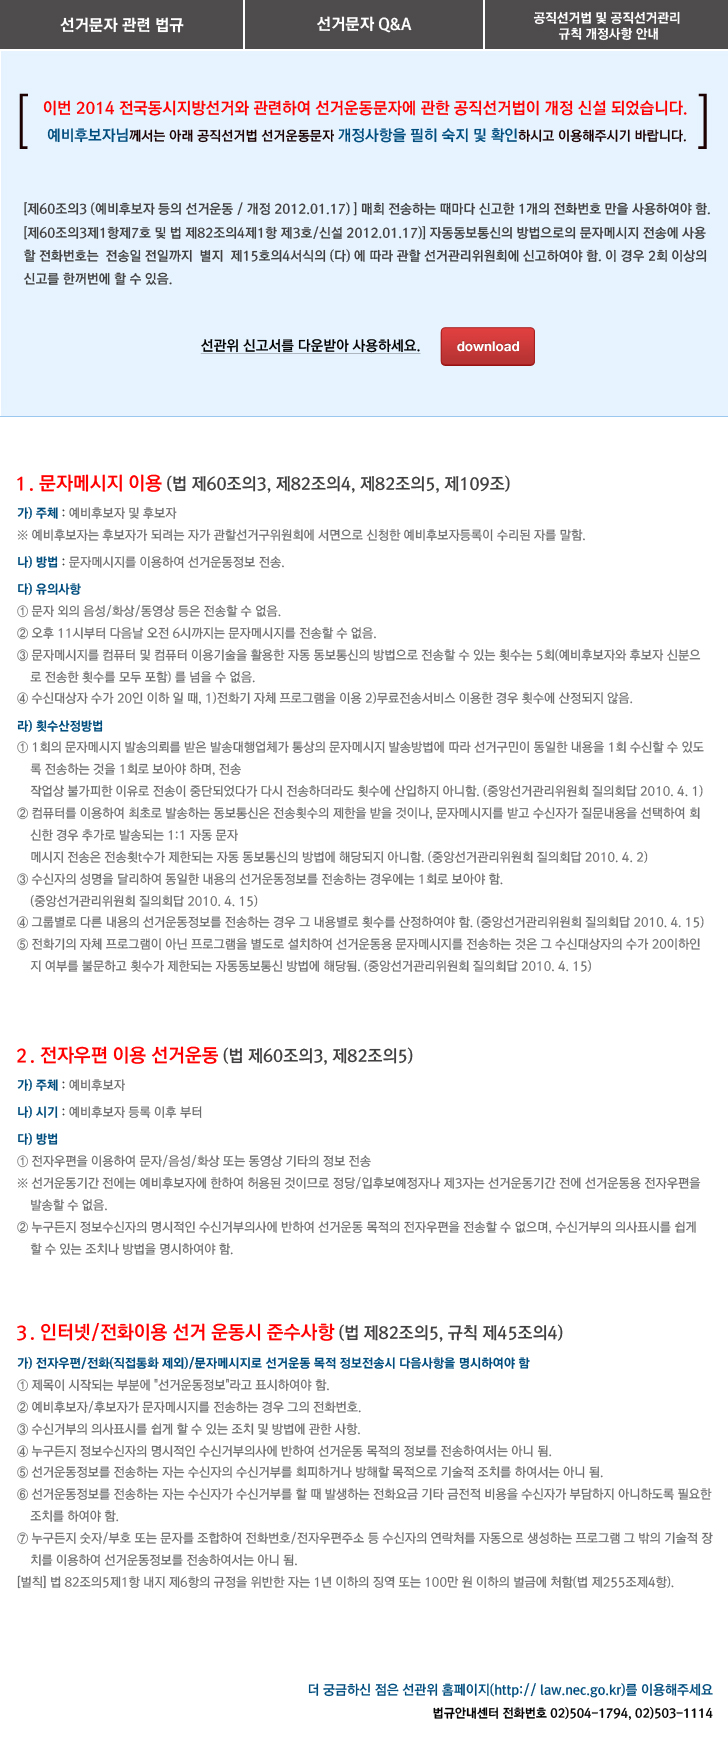 선거문자 관련 법규
선거문자 Q&A
공직선거법 및 공직선거관리
규칙 개정사항 안내
이번 2014 전국동시지방선거와 관련하여 선거운동문자에 관한 공직선거법이 개정 신설 되었습니다.
예비후보자님께서는 아래 공직선거법 선거운동문자 개정사항을 필히 숙지 및 확인하시고 이용해주시기 바랍니다.
[제60조의3 (예비후보자 등의 선거운동 / 개정 2012.01.17) ] 매회 전송하는 때마다 신고한 1개의 전화번호 만을 사용하여야 함.
[제60조의3제1항제7호 및 법 제82조의4제1항 제3호/신설 2012.01.17)] 자동동보통신의 방법으로의 문자메시지 전송에 사용
할 전화번호는 전송일 전일까지 별지 제15호의4서식의 (다) 에 따라 관할 선거관리위원회에 신고하여야 함. 이 경우 2회 이상의
신고를 한꺼번에 할 수 있음.
선관위 신고서를 다운받아 사용하세요.
download
1. 문자메시지 이용 (법 제60조의3, 제82조의4, 제82조의5, 제109조)
가) 주체 : 예비후보자 및 후보자
※ 예비후보자는 후보자가 되려는 자가 관할선거구위원회에 서면으로 신청한 예비후보자등록이 수리된 자를 말함.
나) 방법 : 문자메시지를 이용하여 선거운동정보 전송.
다) 유의사항
① 문자 외의 음성/화상/동영상 등은 전송할 수 없음.
② 오후 11시부터 다음날 오전 6시까지는 문자메시지를 전송할 수 없음.
③ 문자메시지를 컴퓨터 및 컴퓨터 이용기술을 활용한 자동 동보통신의 방법으로 전송할 수 있는 횟수는 5회(예비후보자와 후보자 신분으
로 전송한 횟수를 모두 포함) 를 넘을 수 없음.
④ 수신대상자 수가 20인 이하 일 때, 1)전화기 자체 프로그램을 이용 2)무료전송서비스 이용한 경우 횟수에 산정되지 않음.
라) 횟수산정방법
① 1회의 문자메시지 발송의뢰를 받은 발송대행업체가 통상의 문자메시지 발송방법에 따라 선거구민이 동일한 내용을 1회 수신할 수 있도
록 전송하는 것을 1회로 보아야 하며, 전송
작업상 불가피한 이유로 전송이 중단되었다가 다시 전송하더라도 횟수에 산입하지 아니함. (중앙선거관리위원회 질의회답 2010. 4. 1)
② 컴퓨터를 이용하여 최초로 발송하는 동보통신은 전송횟수의 제한을 받을 것이나, 문자메시지를 받고 수신자가 질문내용을 선택하여 회
신한 경우 추가로 발송되는 1:1 자동 문자
메시지 전송은 전송횟t수가 제한되는 자동 동보통신의 방법에 해당되지 아니함. (중앙선거관리위원회 질의회답 2010. 4. 2)
③ 수신자의 성명을 달리하여 동일한 내용의 선거운동정보를 전송하는 경우에는 1회로 보아야 함.
(중앙선거관리위원회 질의회답 2010. 4. 15)
④ 그룹별로 다른 내용의 선거운동정보를 전송하는 경우 그 내용별로 횟수를 산정하여야 함. (중앙선거관리위원회 질의회답 2010. 4. 15)
⑤ 전화기의 자체 프로그램이 아닌 프로그램을 별도로 설치하여 선거운동용 문자메시지를 전송하는 것은 그 수신대상자의 수가 20이하인
지 여부를 불문하고 횟수가 제한되는 자동동보통신 방법에 해당됨. (중앙선거관리위원회 질의회답 2010. 4. 15)
2. 전자우편 이용 선거운동 (법 제60조의3, 제82조의5)
가) 주체 : 예비후보자
나) 시기 : 예비후보자 등록 이후 부터
다) 방법
① 전자우편을 이용하여 문자/음성/화상 또는 동영상 기타의 정보 전송
※ 선거운동기간 전에는 예비후보자에 한하여 허용된 것이므로 정당/입후보예정자나 제3자는 선거운동기간 전에 선거운동용 전자우편을
발송할 수 없음.
② 누구든지 정보수신자의 명시적인 수신거부의사에 반하여 선거운동 목적의 전자우편을 전송할 수 없으며, 수신거부의 의사표시를 쉽게
할 수 있는 조치나 방법을 명시하여야 함.
3. 인터넷/전화이용 선거 운동시 준수사항 (법 제82조의5, 규칙 제45조의4)
가) 전자우편/전화(직접통화 제외)/문자메시지로 선거운동 목적 정보전송시 다음사항을 명시하여야 함
① 제목이 시작되는 부분에 "선거운동정보"라고 표시하여야 함.
② 예비후보자/후보자가 문자메시지를 전송하는 경우 그의 전화번호.
③ 수신거부의 의사표시를 쉽게 할 수 있는 조치 및 방법에 관한 사항.
④ 누구든지 정보수신자의 명시적인 수신거부의사에 반하여 선거운동 목적의 정보를 전송하여서는 아니 됨.
⑤ 선거운동정보를 전송하는 자는 수신자의 수신거부를 회피하거나 방해할 목적으로 기술적 조치를 하여서는 아니 됨.
⑥ 선거운동정보를 전송하는 자는 수신자가 수신거부를 할 때 발생하는 전화요금 기타 금전적 비용을 수신자가 부담하지 아니하도록 필요한
조치를 하여야 함.
⑦ 누구든지 숫자/부호 또는 문자를 조합하여 전화번호/전자우편주소 등 수신자의 연락처를 자동으로 생성하는 프로그램 그 밖의 기술적 장
치를 이용하여 선거운동정보를 전송하여서는 아니 됨.
[벌칙] 법 82조의5제1항 내지 제6항의 규정을 위반한 자는 1년 이하의 징역 또는 100만 원 이하의 벌금에 처함(법 제255조제4항).
더 궁금하신 점은 선관위 홈페이지(http:// law.nec.go.kr)를 이용해주세요
법규안내센터 전화번호 02)504-1794, 02)503-1114